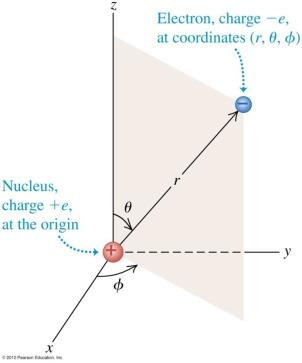 z
Electron, charge −e,
at coordinates (r, θ, ϕ)
r
θ
Nucleus,
charge +e,
at the origin
y
ϕ
x
© 2012 Pearson Education, Inc.